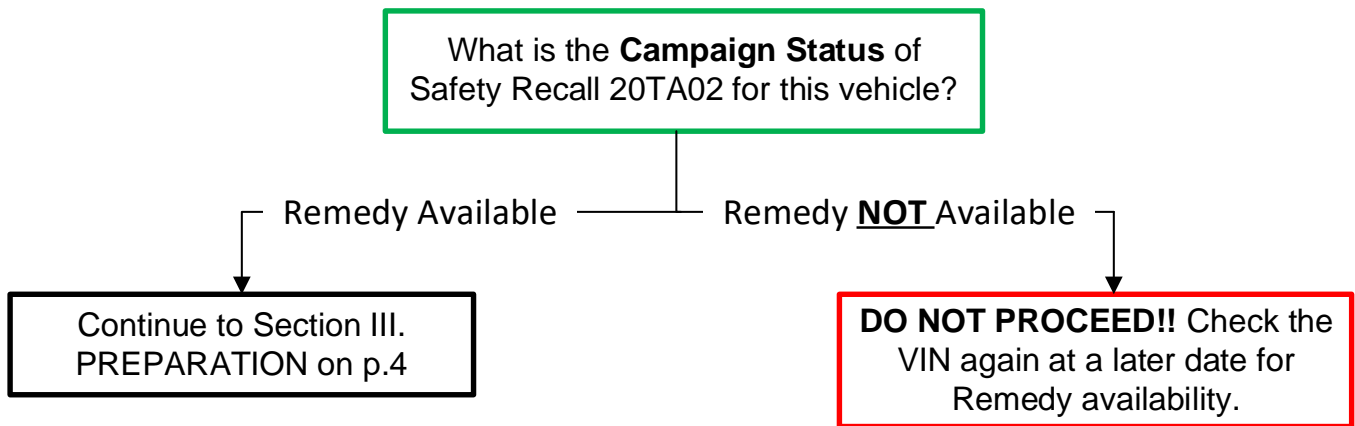 What is the Campaign Status of
Safety Recall 20TA02 for this vehicle?
Remedy Available
Remedy NOT Available
Continue to Section III.
PREPARATION on p.4
DO NOT PROCEED!! Check the
VIN again at a later date for
Remedy availability.